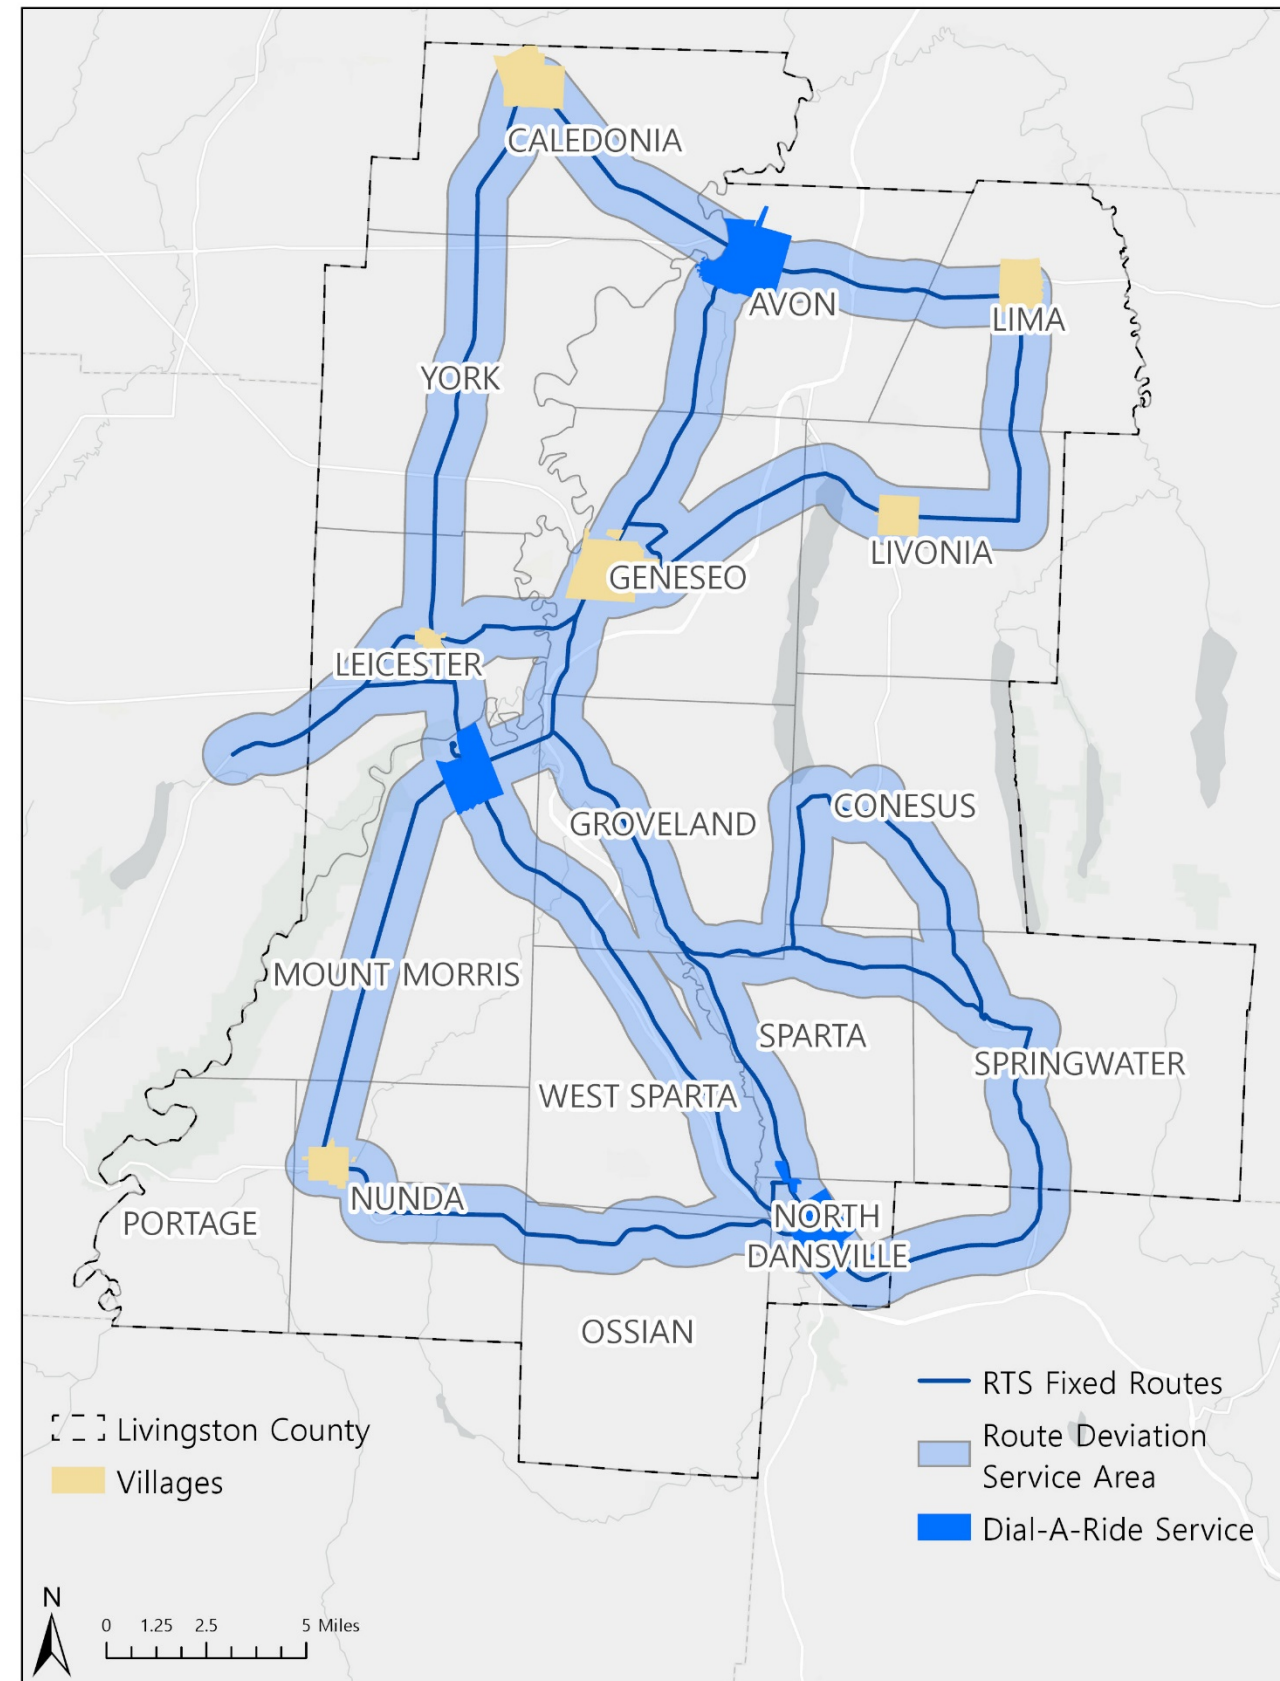 CALEDONIA
AVON
LIMA
YORK
LIVONIA
GENESEO
LEICESTER
CONESUS
GROVELAND
MOUNT MORRIS
SPARTA
SPRINGWATER
WEST SPARTA
NUNDA
PORTAGE
NORTH
DANSVILLE
OSSIAN
Livingston County
Villages
RTS Fixed Routes
Route Deviation
Service Area
Dial-A-Ride Service
N
0 1.25 2.5 5 Miles